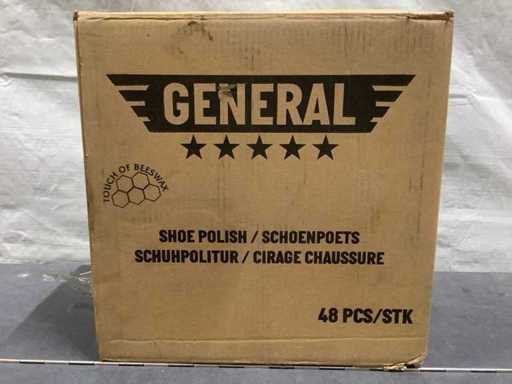 GENERAL
TOUCH OF BEESWAX
SHOE POLISH / SCHOENPOETS
SCHUHPOLITUR / CIRAGE CHAUSSURE
48 PCS/STK